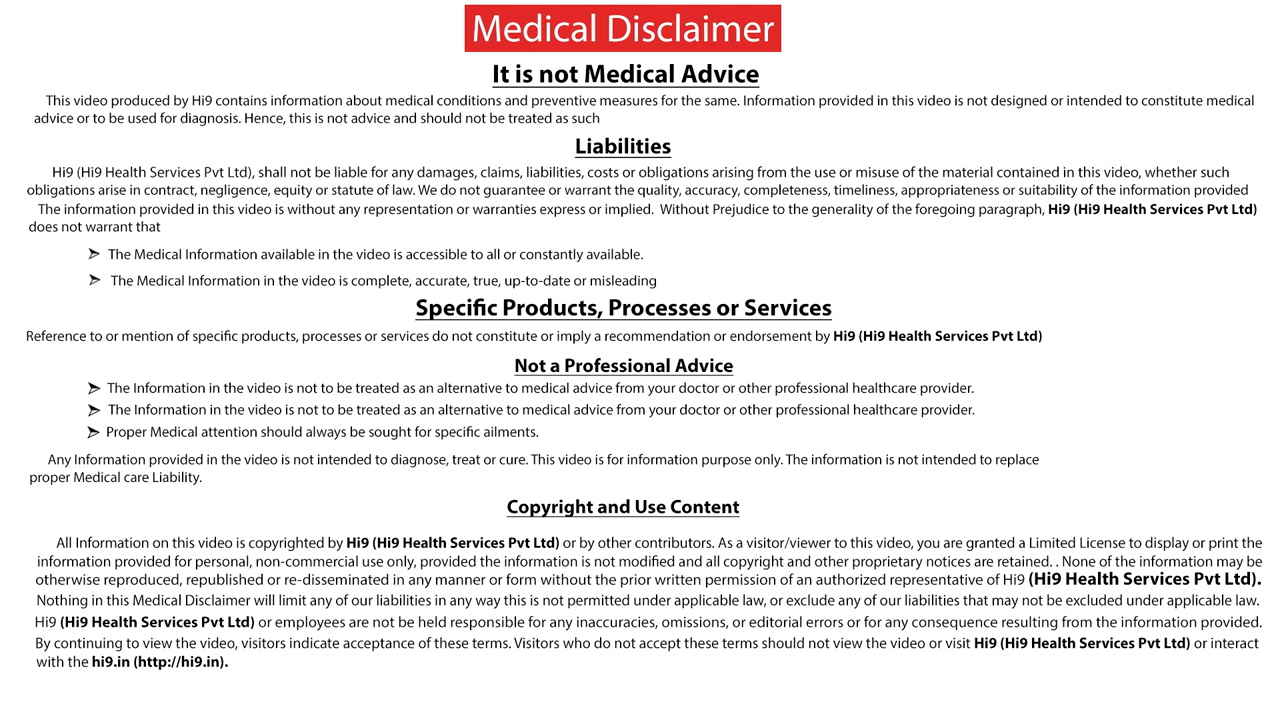 Medical Disclaimer
It is not Medical Advice
This video produced by Hi9 contains information about medical conditions and preventive measures for the same. Information provided in this video is not designed or intended to constitute medical
advice or to be used for diagnosis. Hence, this is not advice and should not be treated as such
Liabilities
Hi9 (Hi9 Health Services Pvt Ltd), shall not be liable for any damages, claims, liabilities, costs or obligations arising from the use or misuse of the material contained in this video, whether such
obligations arise in contract, negligence, equity or statute of law. We do not guarantee or warrant the quality, accuracy, completeness, timeliness, appropriateness or suitability of the information provided
The information provided in this video is without any representation or warranties express or implied. Without Prejudice to the generality of the foregoing paragraph, Hi9 (Hi9 Health Services Pvt Ltd)
does not warrant that
➢ The Medical Information available in the video is accessible to all or constantly available.
➢ The Medical Information in the video is complete, accurate, true, up-to-date or misleading
Specific Products, Processes or Services
Reference to or mention of specific products, processes or services do not constitute or imply a recommendation or endorsement by Hi9 (Hi9 Health Services Pvt Ltd)
Not a Professional Advice
➢ The Information in the video is not to be treated as an alternative to medical advice from your doctor or other professional healthcare provider.
➢ The Information in the video is not to be treated as an alternative to medical advice from your doctor or other professional healthcare provider.
➢ Proper Medical attention should always be sought for specific ailments.
Any Information provided in the video is not intended to diagnose, treat or cure. This video is for information purpose only. The information is not intended to replace
proper Medical care Liability.
Copyright and Use Content
All Information on this video is copyrighted by Hi9 (Hi9 Health Services Pvt Ltd) or by other contributors. As a visitor/viewer to this video, you are granted a Limited License to display or print the
information provided for personal, non-commercial use only, provided the information is not modified and all copyright and other proprietary notices are retained. . None of the information may be
otherwise reproduced, republished or re-disseminated in any manner or form without the prior written permission of an authorized representative of Hi9 (Hi9 Health Services Pvt Ltd).
Nothing in this Medical Disclaimer will limit any of our liabilities in any way this is not permitted under applicable law, or exclude any of our liabilities that may not be excluded under applicable law.
Hi9 (Hi9 Health Services Pvt Ltd) or employees are not be held responsible for any inaccuracies, omissions, or editorial errors or for any consequence resulting from the information provided.
By continuing to view the video, visitors indicate acceptance of these terms. Visitors who do not accept these terms should not view the video or visit Hi9 (Hi9 Health Services Pvt Ltd) or interact
with the hi9.in (http://hi9.in).